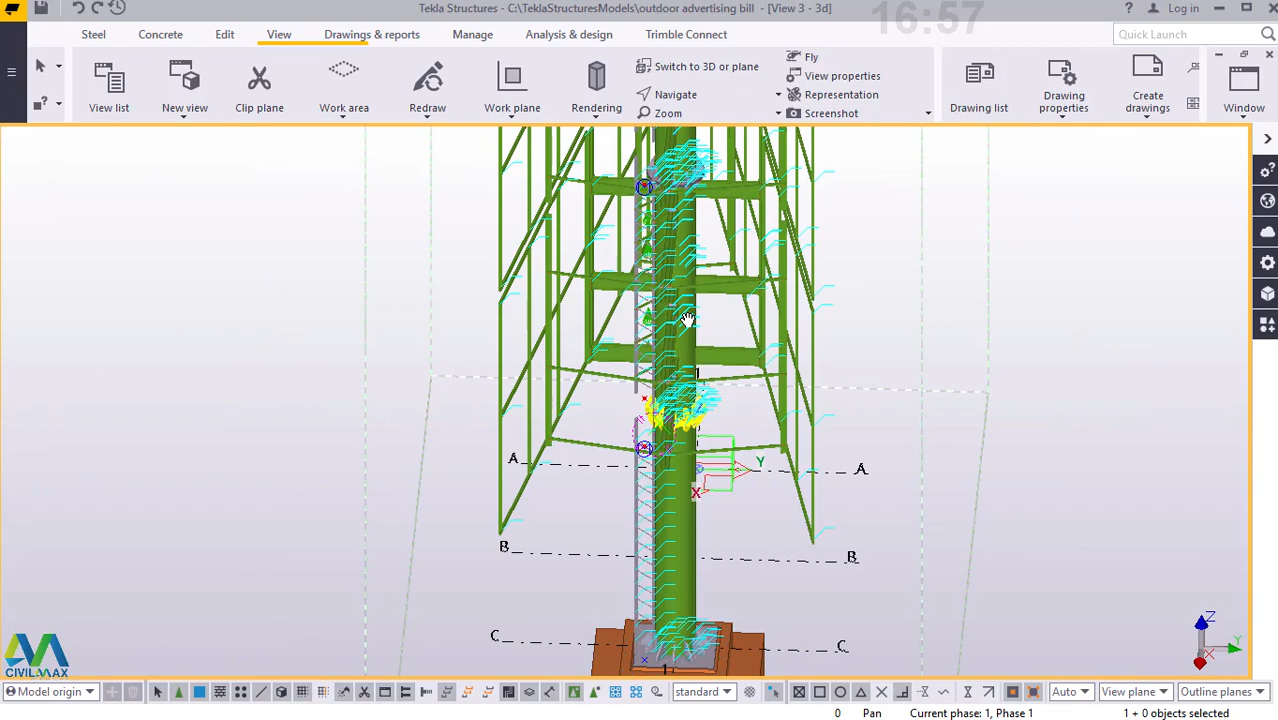 Tekla Structures - C:\TeklaStructuresModels\outdoor advertising bill - [View 3 - 3d]
16:57
? Log in
Steel Concrete Edit View Drawings & reports Manage Analysis & design Trimble Connect Quick Launch
View list
New view
Clip plane
Work area
Redraw
Work plane
Rendering
Switch to 3D or plane
Navigate
Zoom
Fly
View properties
Representation
Screenshot
Drawing list
Drawing properties
Create drawings
Window
A A
Y
X
B B
C C
1
Z
Y
X
CIVILMAX
Model origin standard Auto View plane Outline planes
0 Pan Current phase: 1, Phase 1 1 + 0 objects selected